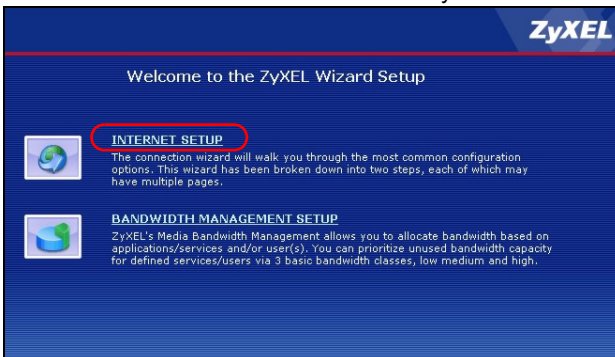 ZyXEL
Welcome to the ZyXEL Wizard Setup
INTERNET SETUP
The connection wizard will walk you through the most common configuration
options. This wizard has been broken down into two steps, each of which may
have multiple pages.
BANDWIDTH MANAGEMENT SETUP
ZyXEL's Media Bandwidth Management allows you to allocate bandwidth based on
applications/services and/or user(s). You can prioritize unused bandwidth capacity
for defined services/users via 3 basic bandwidth classes, low medium and high.